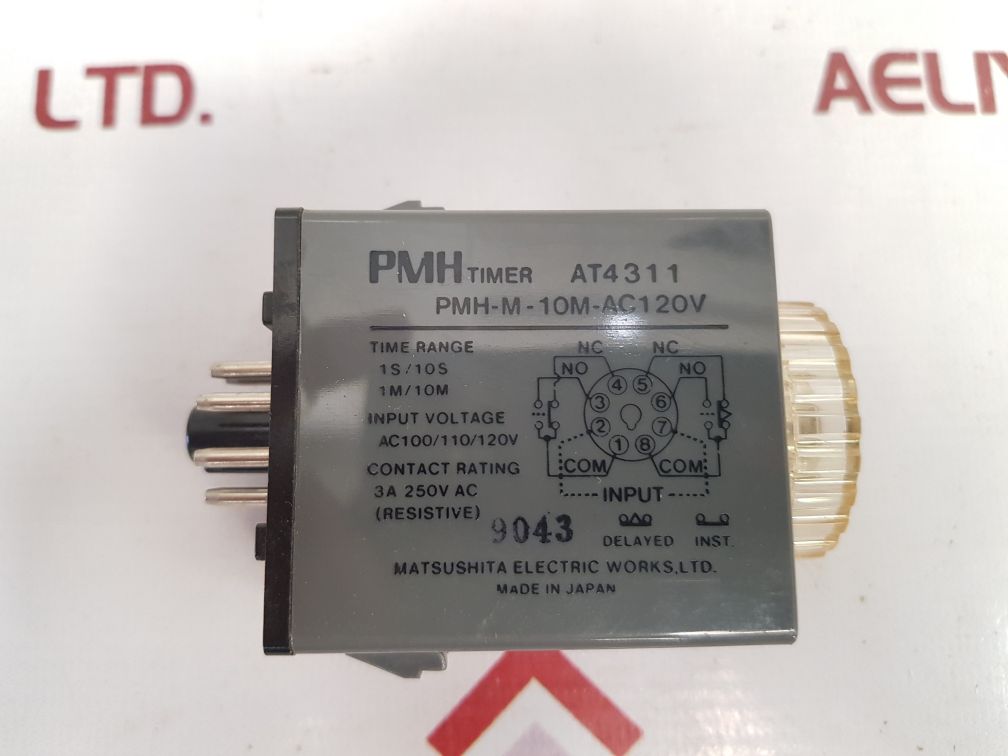 LTD.
AELIY
PMH TIMER AT4311
PMH-M-10M-AC120V
TIME RANGE
1S/10S
1M/10M
INPUT VOLTAGE
AC100/110/120V
CONTACT RATING
3A 250V AC
(RESISTIVE)
NC NC
NO NO
4 5
3 6
2 7
1 8
COM COM
INPUT
DELAYED INST.
9043
MATSUSHITA ELECTRIC WORKS,LTD.
MADE IN JAPAN